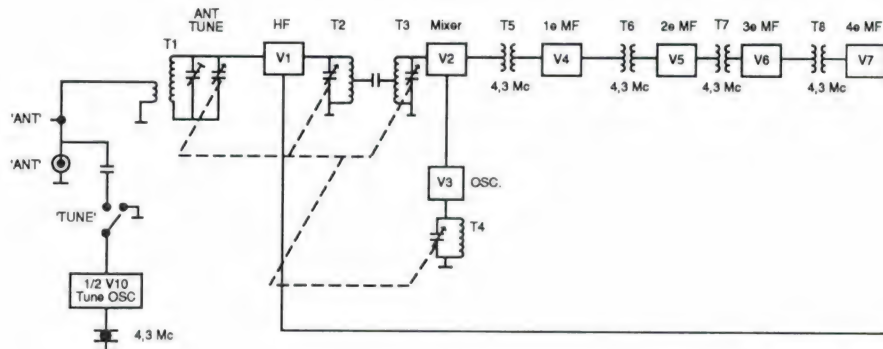 ANT TUNE
T1
HF
T2
T3
Mixer
T5
1e MF
T6
2e MF
T7
3e MF
T8
4e MF
V1
V2
V4
V5
V6
V7
4,3 Mc
4,3 Mc
4,3 Mc
4,3 Mc
'ANT'
'ANT'
V3
OSC.
'TUNE'
T4
1/2 V10
Tune OSC
4,3 Mc